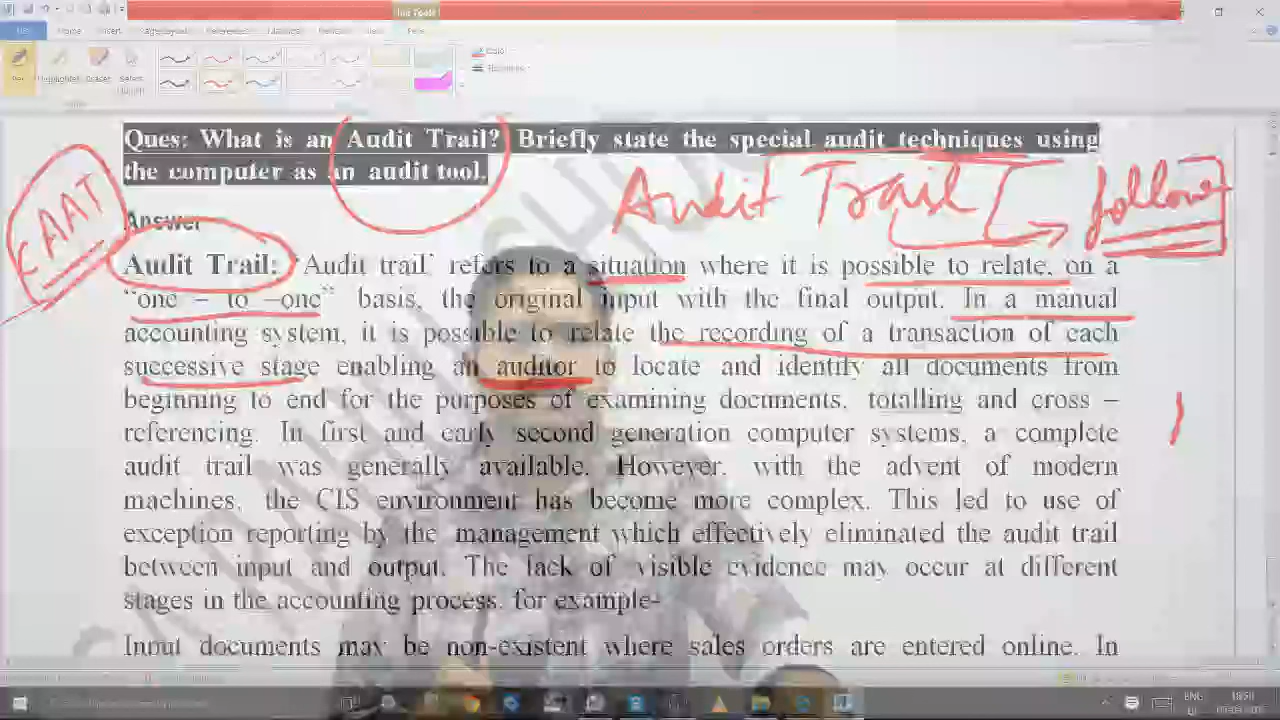 Ques: What is an Audit Trail? Briefly state the special audit techniques using
the computer as an audit tool.
Audit Trail
follow
CAAT
Answer
Audit Trail: 'Audit trail' refers to a situation where it is possible to relate, on a
“one – to –one” basis, the original input with the final output. In a manual
accounting system, it is possible to relate the recording of a transaction of each
successive stage enabling an auditor to locate and identify all documents from
beginning to end for the purposes of examining documents, totalling and cross –
referencing. In first and early second generation computer systems, a complete
audit trail was generally available. However, with the advent of modern
machines, the CIS environment has become more complex. This led to use of
exception reporting by the management which effectively eliminated the audit trail
between input and output. The lack of visible evidence may occur at different
stages in the accounting process, for example-
Input documents may be non-existent where sales orders are entered online. In
ENG